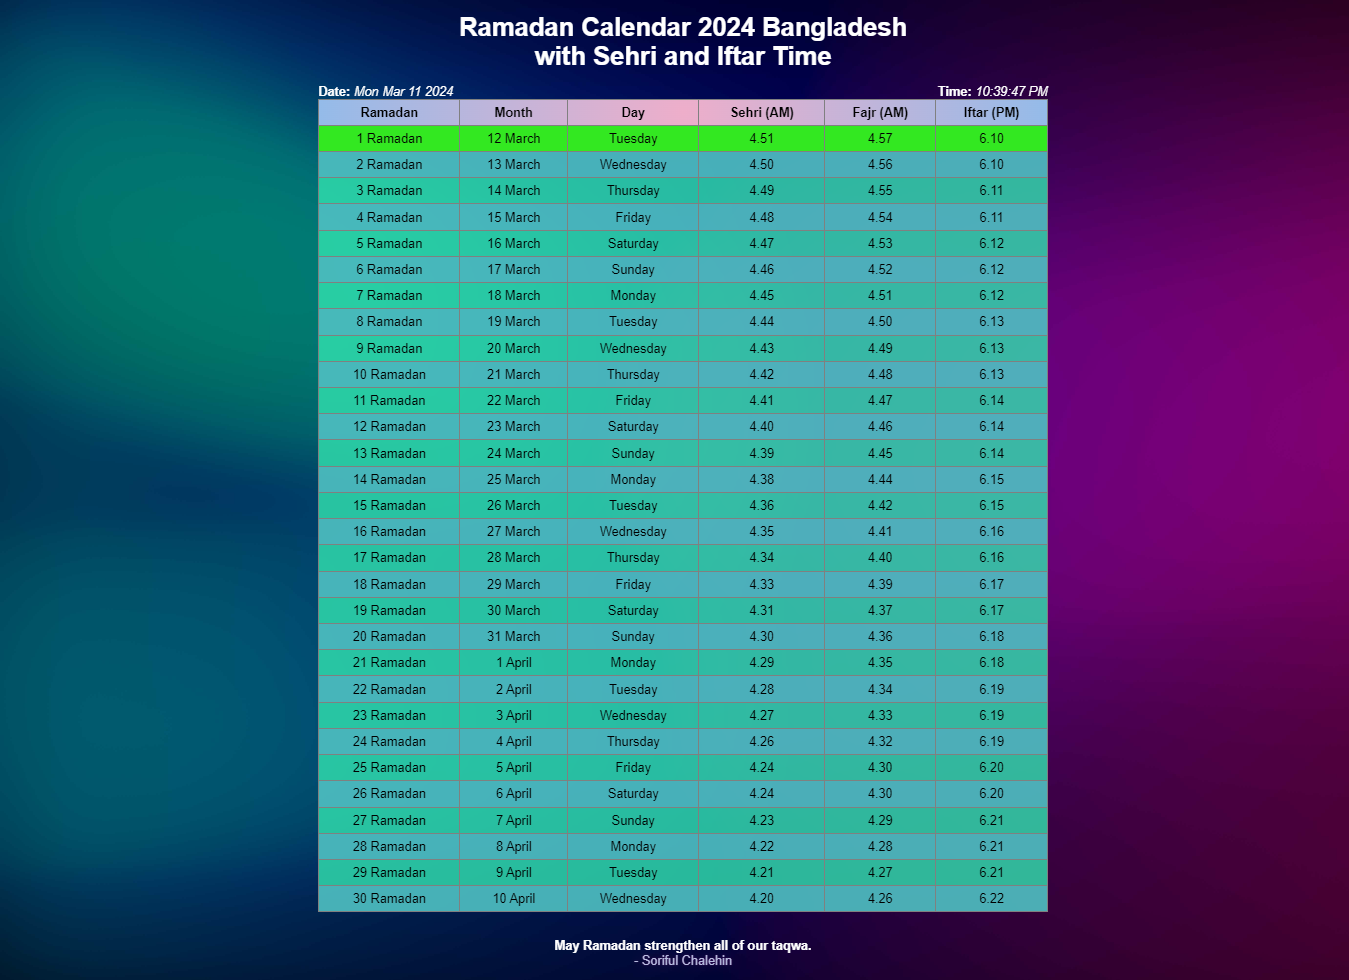 Ramadan Calendar 2024 Bangladesh
with Sehri and Iftar Time
Date: Mon Mar 11 2024 Time: 10:39:47 PM
Ramadan Month Day Sehri (AM) Fajr (AM) Iftar (PM)
1 Ramadan 12 March Tuesday 4.51 4.57 6.10
2 Ramadan 13 March Wednesday 4.50 4.56 6.10
3 Ramadan 14 March Thursday 4.49 4.55 6.11
4 Ramadan 15 March Friday 4.48 4.54 6.11
5 Ramadan 16 March Saturday 4.47 4.53 6.12
6 Ramadan 17 March Sunday 4.46 4.52 6.12
7 Ramadan 18 March Monday 4.45 4.51 6.12
8 Ramadan 19 March Tuesday 4.44 4.50 6.13
9 Ramadan 20 March Wednesday 4.43 4.49 6.13
10 Ramadan 21 March Thursday 4.42 4.48 6.13
11 Ramadan 22 March Friday 4.41 4.47 6.14
12 Ramadan 23 March Saturday 4.40 4.46 6.14
13 Ramadan 24 March Sunday 4.39 4.45 6.14
14 Ramadan 25 March Monday 4.38 4.44 6.15
15 Ramadan 26 March Tuesday 4.36 4.42 6.15
16 Ramadan 27 March Wednesday 4.35 4.41 6.16
17 Ramadan 28 March Thursday 4.34 4.40 6.16
18 Ramadan 29 March Friday 4.33 4.39 6.17
19 Ramadan 30 March Saturday 4.31 4.37 6.17
20 Ramadan 31 March Sunday 4.30 4.36 6.18
21 Ramadan 1 April Monday 4.29 4.35 6.18
22 Ramadan 2 April Tuesday 4.28 4.34 6.19
23 Ramadan 3 April Wednesday 4.27 4.33 6.19
24 Ramadan 4 April Thursday 4.26 4.32 6.19
25 Ramadan 5 April Friday 4.24 4.30 6.20
26 Ramadan 6 April Saturday 4.24 4.30 6.20
27 Ramadan 7 April Sunday 4.23 4.29 6.21
28 Ramadan 8 April Monday 4.22 4.28 6.21
29 Ramadan 9 April Tuesday 4.21 4.27 6.21
30 Ramadan 10 April Wednesday 4.20 4.26 6.22
May Ramadan strengthen all of our taqwa.
- Soriful Chalehin